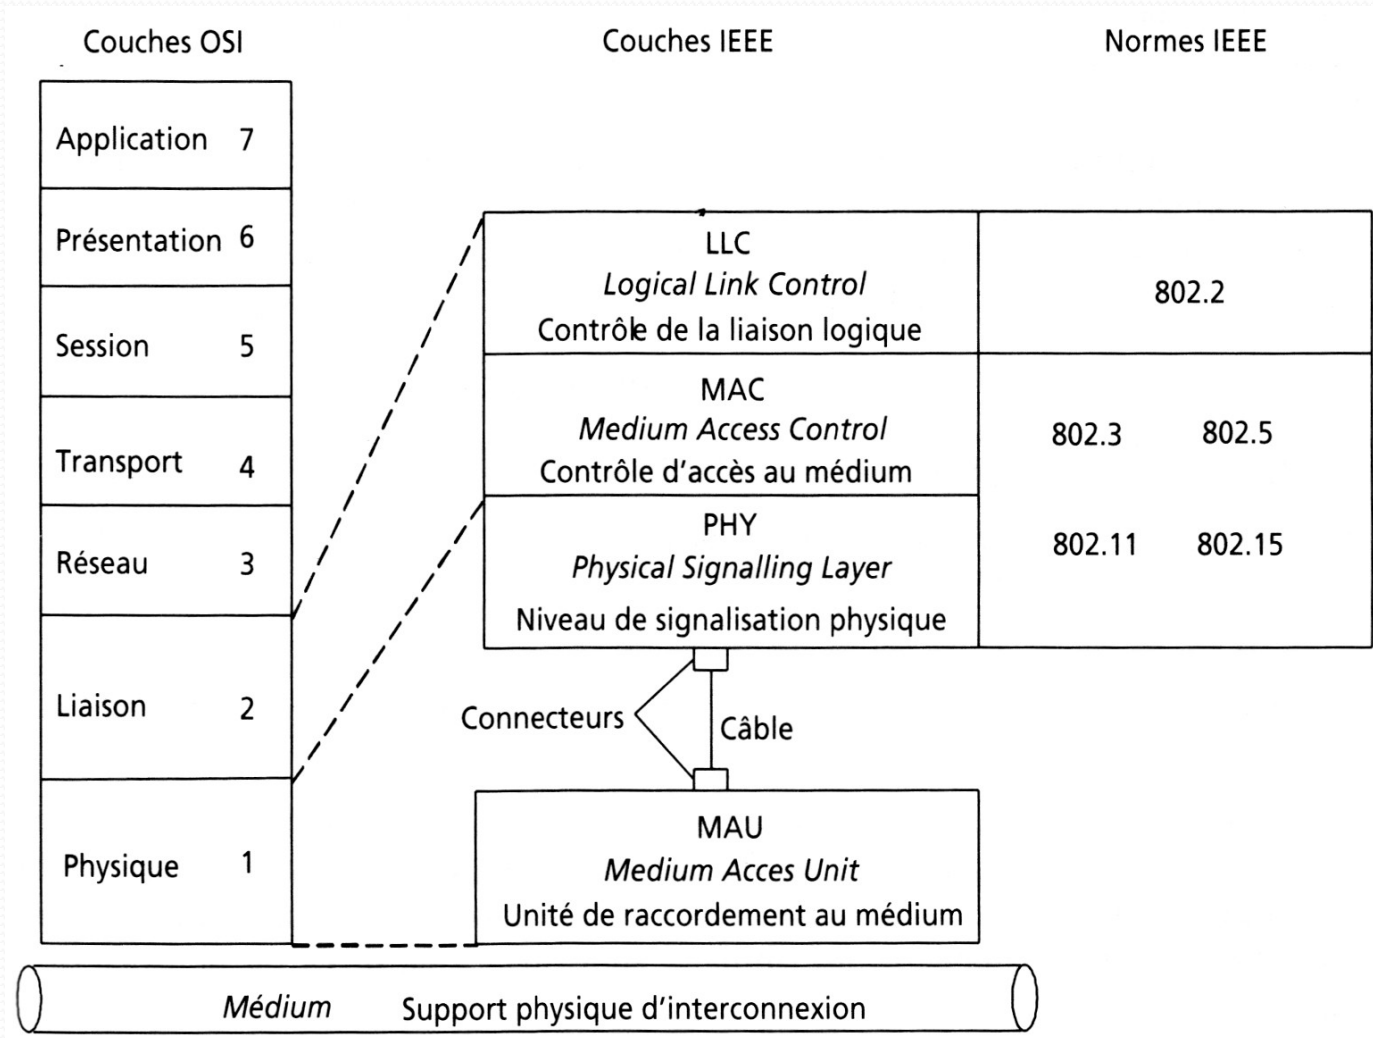 Couches OSI
Couches IEEE
Normes IEEE
Application 7
Présentation 6
Session 5
Transport 4
Réseau 3
Liaison 2
Physique 1
LLC
Logical Link Control
Contrôle de la liaison logique
802.2
MAC
Medium Access Control
Contrôle d'accès au médium
802.3 802.5
PHY
Physical Signalling Layer
Niveau de signalisation physique
802.11 802.15
Connecteurs
Câble
MAU
Medium Acces Unit
Unité de raccordement au médium
Médium Support physique d'interconnexion